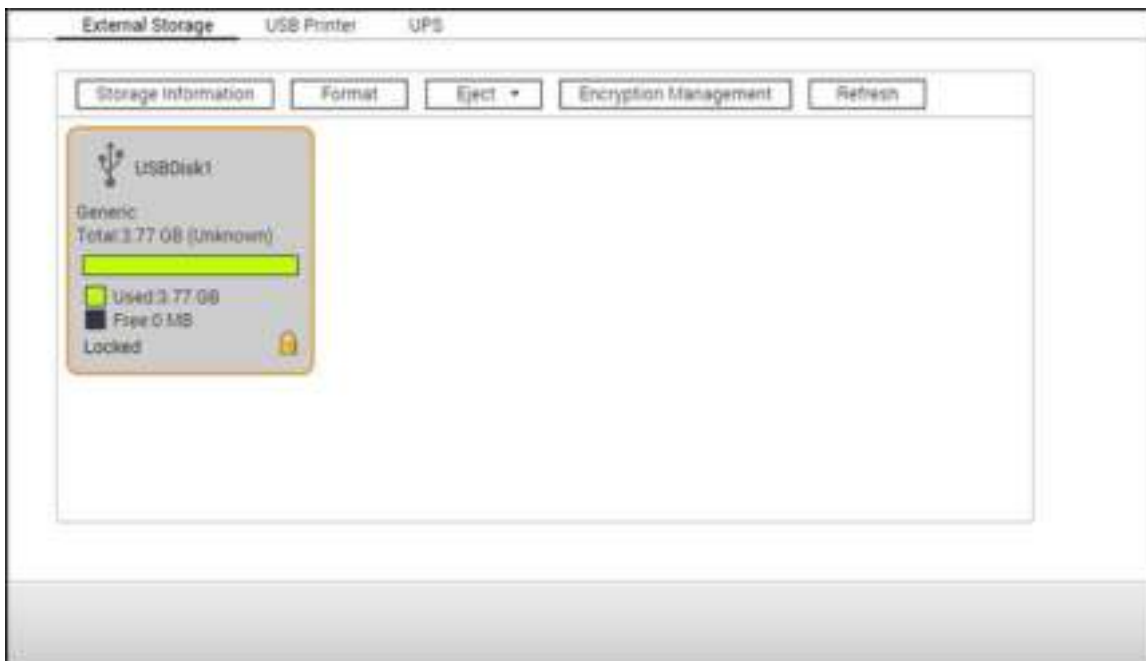 External Storage USB Printer UPS
Storage Information Format Eject Encryption Management Refresh
USBDisk1
Generic
Total:3.77 GB (Unknown)
Used:3.77 GB
Free:0 MB
Locked